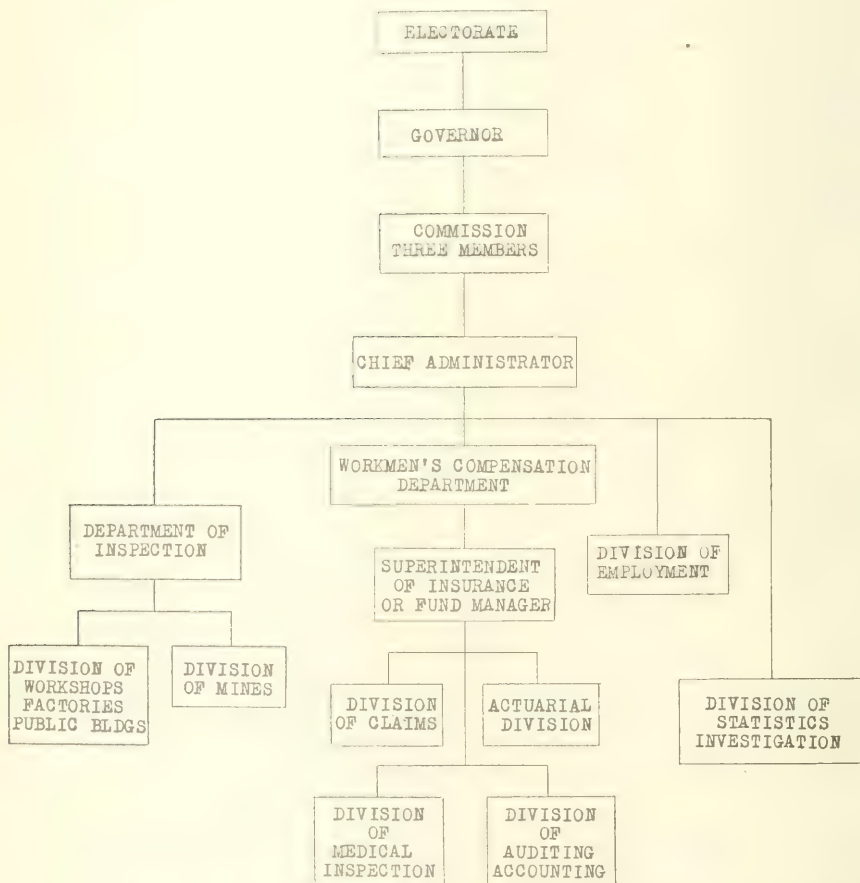 ELECTORATE
GOVERNOR
COMMISSION
THREE MEMBERS
CHIEF ADMINISTRATOR
WORKMEN'S COMPENSATION
DEPARTMENT
DEPARTMENT OF
INSPECTION
SUPERINTENDENT
OF INSURANCE
OR FUND MANAGER
DIVISION OF
EMPLOYMENT
DIVISION OF
WORKSHOPS
FACTORIES
PUBLIC BLDGS
DIVISION
OF MINES
DIVISION
OF CLAIMS
ACTUARIAL
DIVISION
DIVISION OF
STATISTICS
INVESTIGATION
DIVISION
OF
MEDICAL
INSPECTION
DIVISION
OF
AUDITING
ACCOUNTING